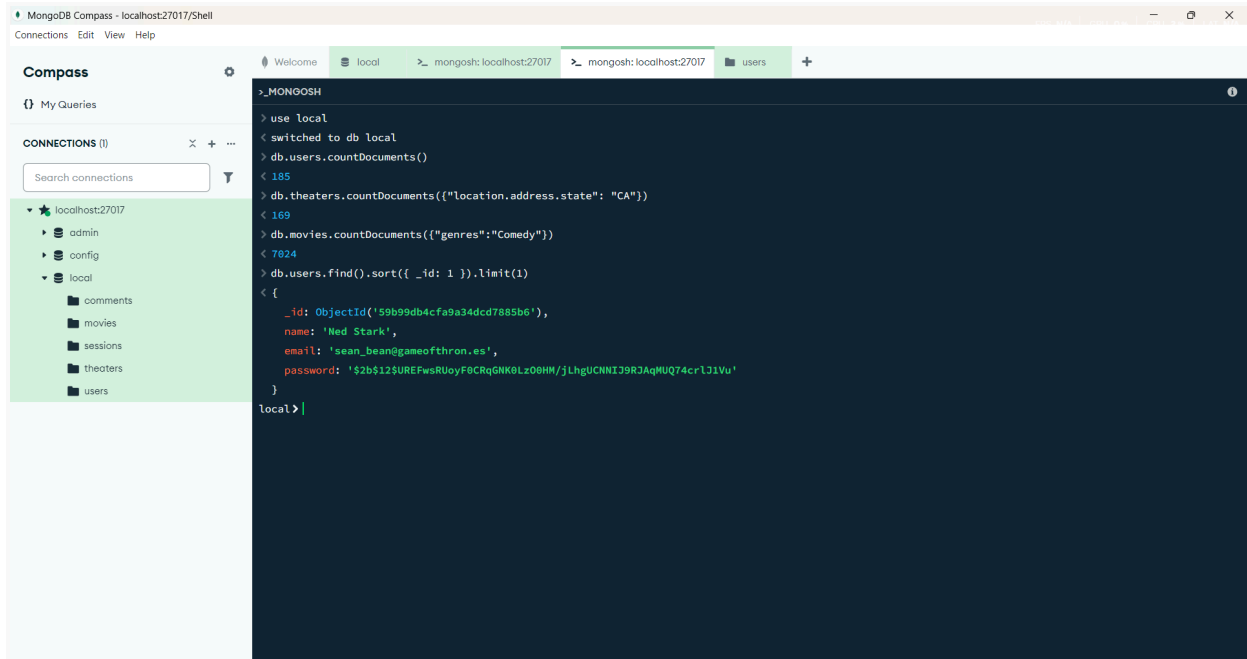 MongoDB Compass - localhost:27017/Shell
Connections Edit View Help
Compass
{} My Queries
CONNECTIONS (1)
Search connections
localhost:27017
admin
config
local
comments
movies
sessions
theaters
users
Welcome
local
>_ mongosh: localhost:27017
>_ mongosh: localhost:27017
users
>_MONGOSH
> use local
< switched to db local
> db.users.countDocuments()
< 185
> db.theaters.countDocuments({"location.address.state": "CA"})
< 169
> db.movies.countDocuments({"genres":"Comedy"})
< 7024
> db.users.find().sort({ _id: 1 }).limit(1)
< {
_id: ObjectId('59b99db4cfa9a34dcd7885b6'),
name: 'Ned Stark',
email: 'sean_bean@gameofthron.es',
password: '$2b$12$UREFwsRUoyF0CRqGNK0LzO0HM/jLhgUCNNIJ9RJAqMUQ74crlJ1Vu'
}
local>